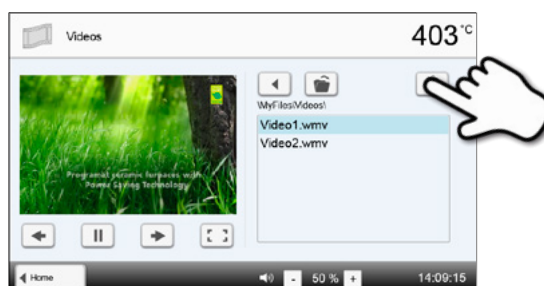 Videos
403 °C
\MyFiles\Videos\
Video1.wmv
Video2.wmv
Programat ceramic furnaces with
Power Saving Technology
Home
- 50 % +
14:09:15